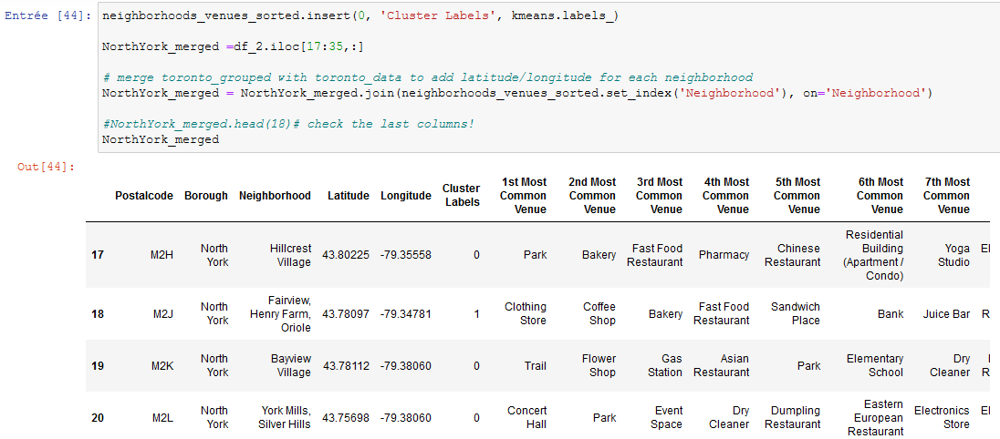 Entrée [44]: neighborhoods_venues_sorted.insert(0, 'Cluster Labels', kmeans.labels_)
NorthYork_merged =df_2.iloc[17:35,:]
# merge toronto_grouped with toronto_data to add latitude/longitude for each neighborhood
NorthYork_merged = NorthYork_merged.join(neighborhoods_venues_sorted.set_index('Neighborhood'), on='Neighborhood')
#NorthYork_merged.head(18)# check the last columns!
NorthYork_merged
Out[44]:
Postalcode Borough Neighborhood Latitude Longitude Cluster Labels 1st Most Common Venue 2nd Most Common Venue 3rd Most Common Venue 4th Most Common Venue 5th Most Common Venue 6th Most Common Venue 7th Most Common Venue
17 M2H North York Hillcrest Village 43.80225 -79.35558 0 Park Bakery Fast Food Restaurant Pharmacy Chinese Restaurant Residential Building (Apartment / Condo) Yoga Studio El
18 M2J North York Fairview, Henry Farm, Oriole 43.78097 -79.34781 1 Clothing Store Coffee Shop Bakery Fast Food Restaurant Sandwich Place Bank Juice Bar R
19 M2K North York Bayview Village 43.78112 -79.38060 0 Trail Flower Shop Gas Station Asian Restaurant Park Elementary School Dry Cleaner R
20 M2L North York York Mills, Silver Hills 43.75698 -79.38060 0 Concert Hall Park Event Space Dry Cleaner Dumpling Restaurant Eastern European Restaurant Electronics Store El